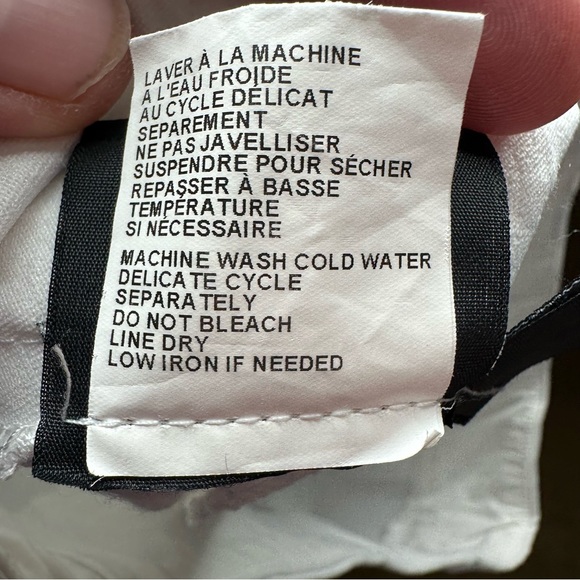 LAVER À LA MACHINE
A L'EAU FROIDE
AU CYCLE DÉLICAT
SEPAREMENT
NE PAS JAVELLISER
SUSPENDRE POUR SÉCHER
REPASSER À BASSE
TEMPÉRATURE
SI NÉCESSAIRE
MACHINE WASH COLD WATER
DELICATE CYCLE
SEPARATELY
DO NOT BLEACH
LINE DRY
LOW IRON IF NEEDED